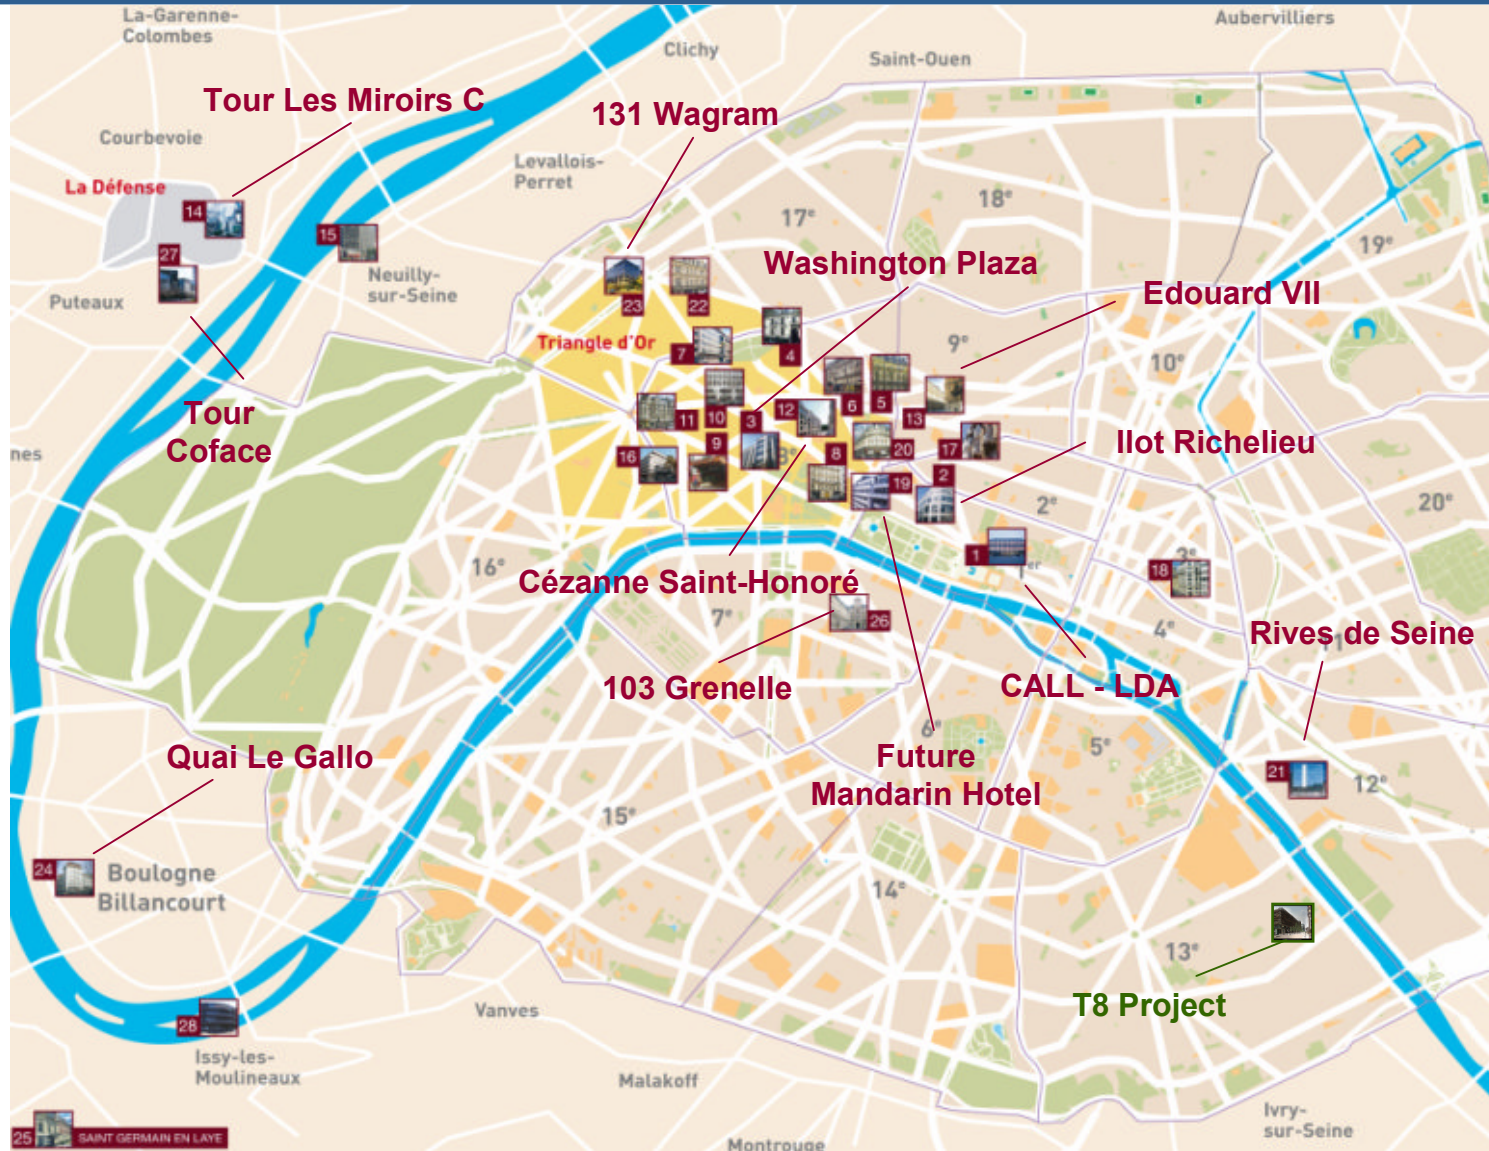 La-Garenne-
Colombes
Aubervilliers
Clichy
Saint-Ouen
Tour Les Miroirs C
131 Wagram
Courbevoie
Levallois-
Perret
La Défense
18e
17e
14
15
19e
27
Washington Plaza
Neuilly-
sur-Seine
Puteaux
Edouard VII
23
22
Triangle d'Or
7
4
9e
10e
Tour
Coface
11
10
3
12
6
5
13
nes
16
9
8e
8
20
17
Ilot Richelieu
19
2
2e
20e
1
1er
3e
18
16e
Cézanne Saint-Honoré
7e
26
4e
11e
Rives de Seine
103 Grenelle
CALL - LDA
6e
5e
Quai Le Gallo
Future
Mandarin Hotel
21
12e
15e
24
Boulogne
Billancourt
14e
13e
T8 Project
Vanves
28
Issy-les-
Moulineaux
Malakoff
Ivry-
sur-Seine
25 SAINT GERMAIN EN LAYE
Montrouge